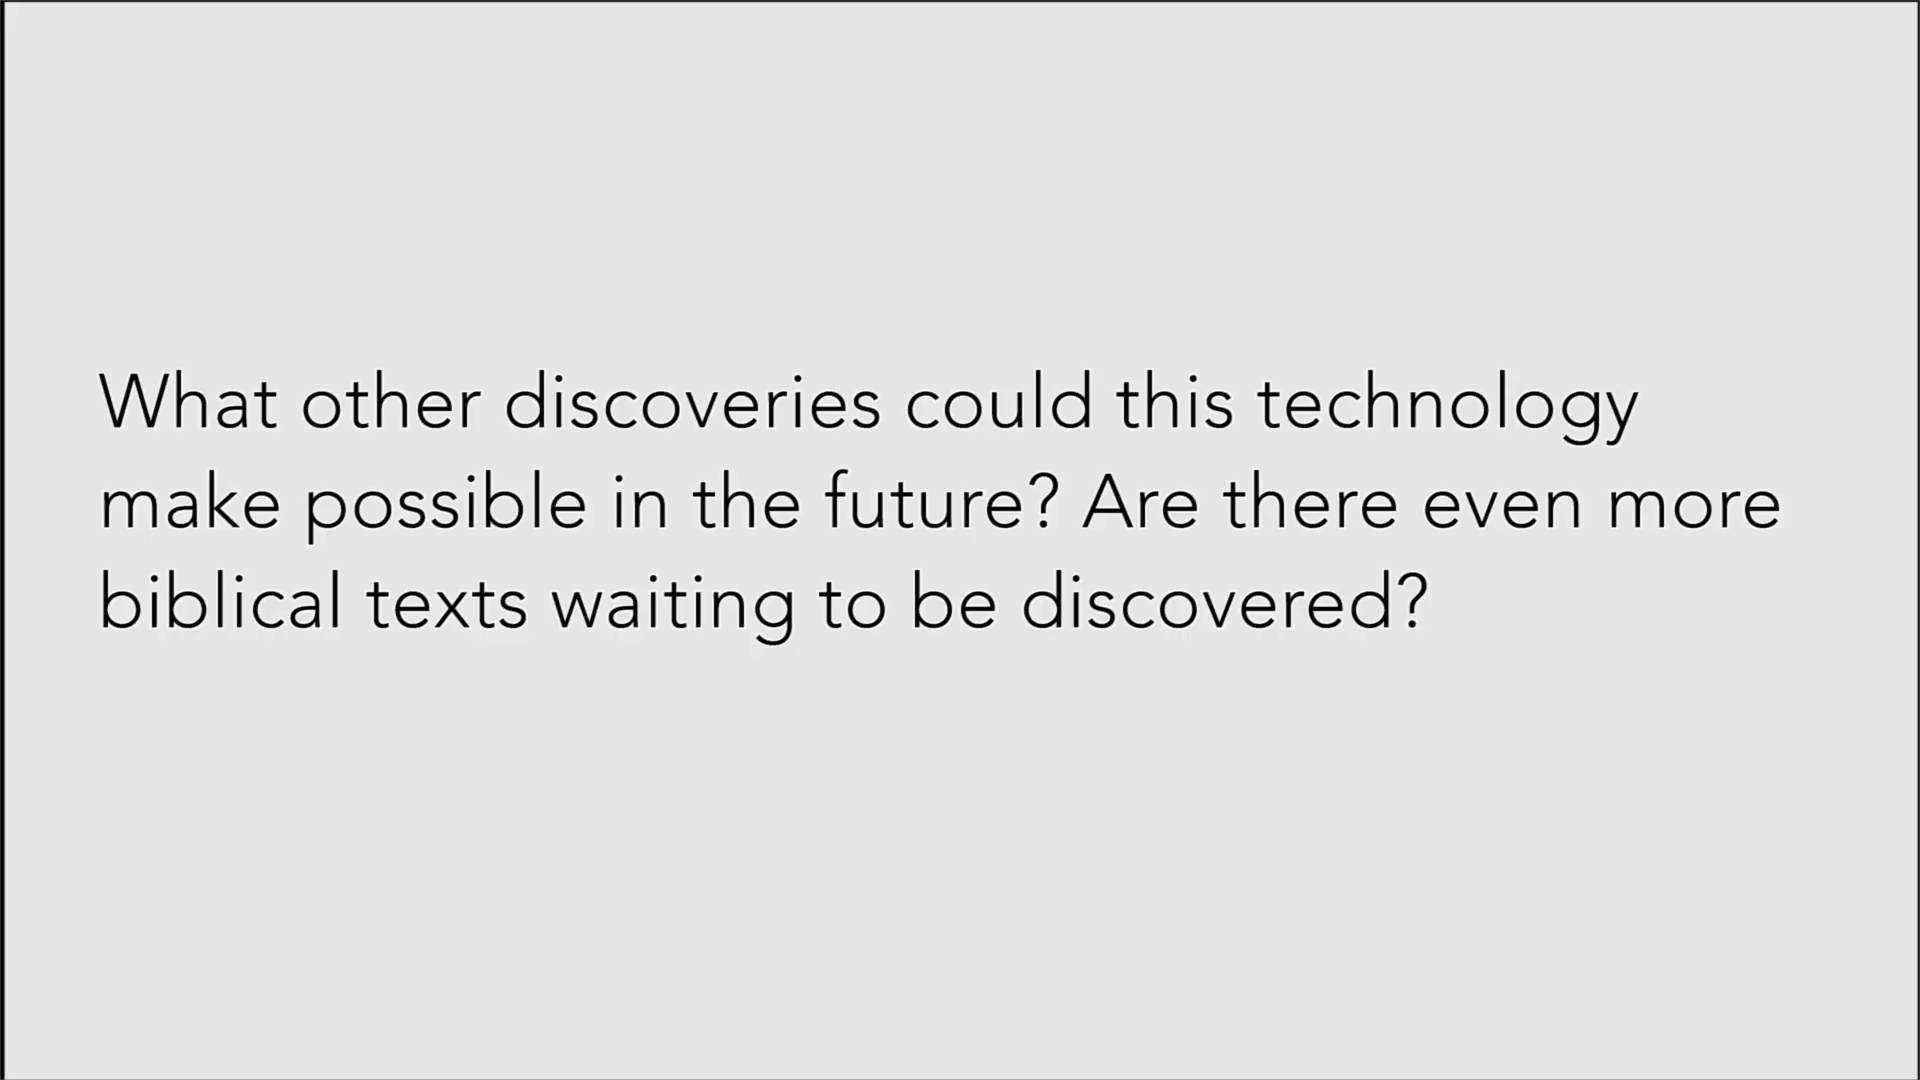 What other discoveries could this technology
make possible in the future? Are there even more
biblical texts waiting to be discovered?